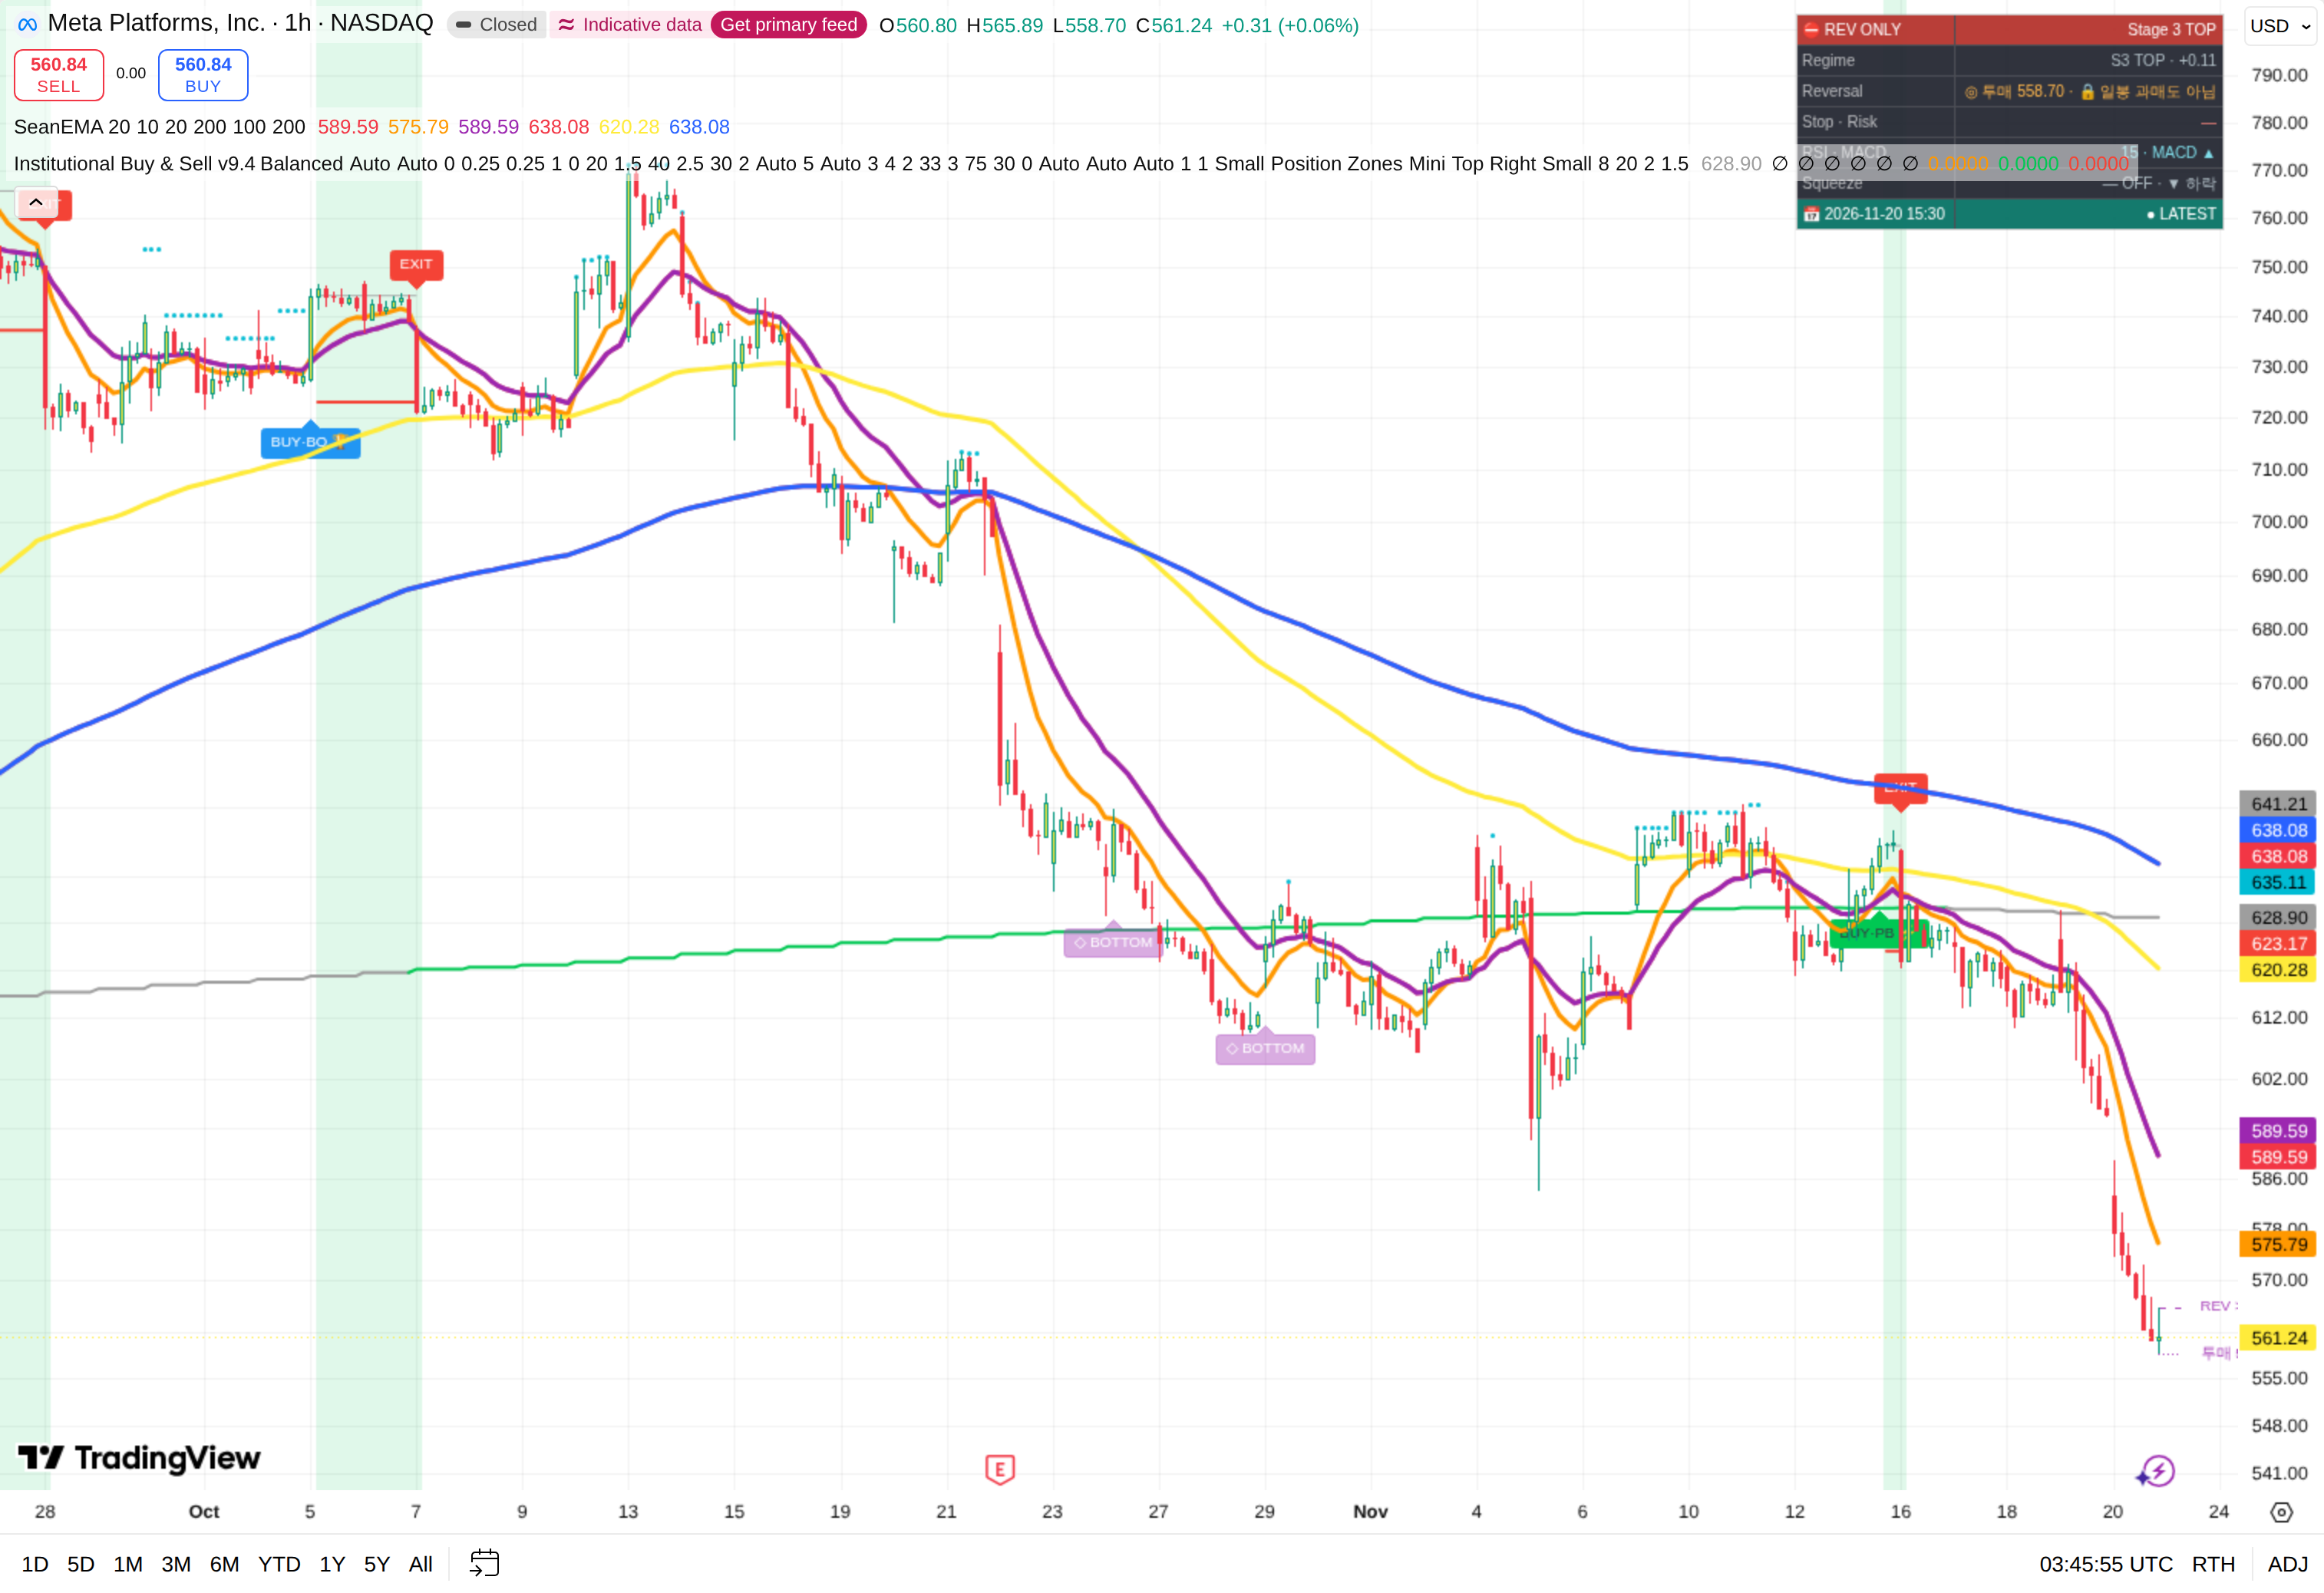 Meta Platforms, Inc. · 1h · NASDAQ Closed Indicative data Get primary feed O560.80 H565.89 L558.70 C561.24 +0.31 (+0.06%)
560.84 SELL 0.00 560.84 BUY
SeanEMA 20 10 20 200 100 200 589.59 575.79 589.59 638.08 620.28 638.08
Institutional Buy & Sell v9.4 Balanced Auto Auto 0 0.25 0.25 1 0 20 1.5 40 2.5 30 2 Auto 5 Auto 3 4 2 33 3 75 30 0 Auto Auto Auto 1 1 Small Position Zones Mini Top Right Small 8 20 2 1.5 628.90 ∅ ∅ ∅ ∅ ∅ ∅ 0.0000 0.0000 0.0000
REV ONLY Stage 3 TOP
Regime S3 TOP · +0.11
Reversal ◎ 투매 558.70 · 🔒 일봉 과매도 아님
Stop · Risk —
RSI · MACD 15 · MACD ▲
Squeeze — OFF · ▼ 하락
2026-11-20 15:30 ● LATEST
USD
790.00
780.00
770.00
760.00
750.00
740.00
730.00
720.00
710.00
700.00
690.00
680.00
670.00
660.00
641.21
638.08
638.08
635.11
628.90
623.17
620.28
612.00
602.00
589.59
589.59
586.00
578.00
575.79
570.00
561.24
555.00
548.00
541.00
EXIT
BUY-BO
◇ BOTTOM
◇ BOTTOM
EXIT
BUY-PB
REV
투매
TradingView
E
28 Oct 5 7 9 13 15 19 21 23 27 29 Nov 4 6 10 12 16 18 20 24
1D 5D 1M 3M 6M YTD 1Y 5Y All 03:45:55 UTC RTH ADJ